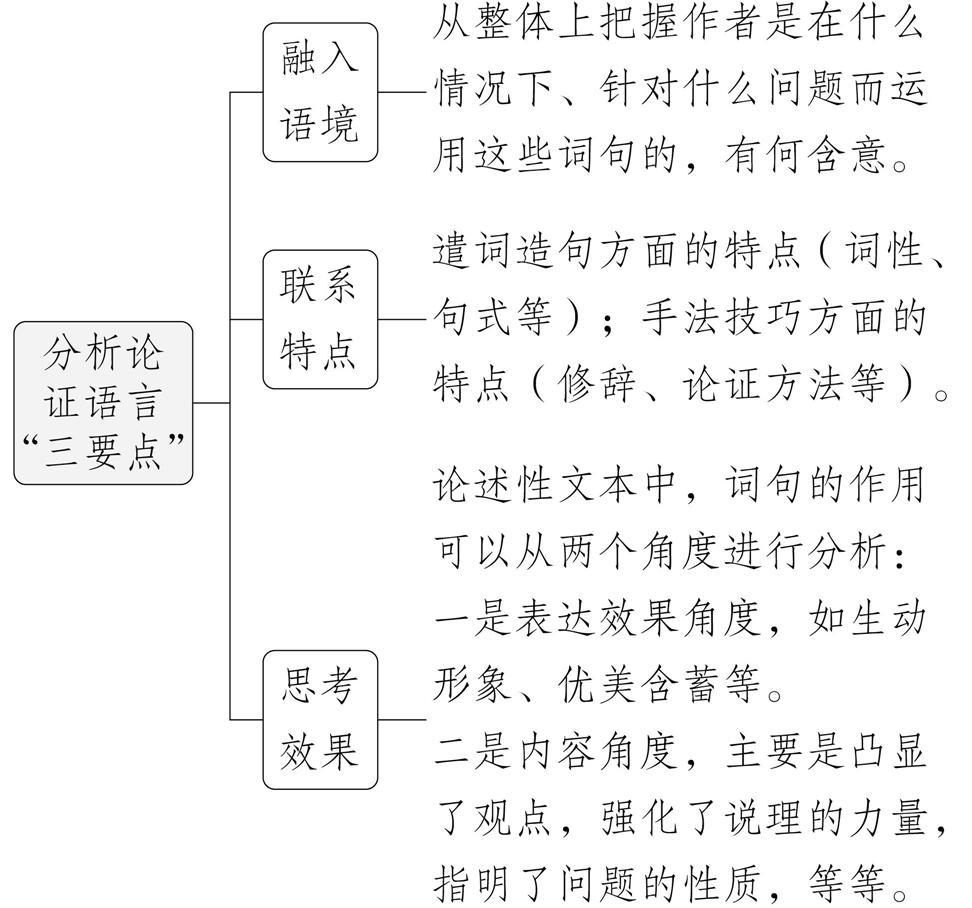 分析论
证语言
“三要点”
融入
语境
从整体上把握作者是在什么
情况下、针对什么问题而运
用这些词句的，有何含意。
联系
特点
遣词造句方面的特点（词性、
句式等）；手法技巧方面的
特点（修辞、论证方法等）。
思考
效果
论述性文本中，词句的作用
可以从两个角度进行分析：
一是表达效果角度，如生动
形象、优美含蓄等。
二是内容角度，主要是凸显
了观点，强化了说理的力量，
指明了问题的性质，等等。